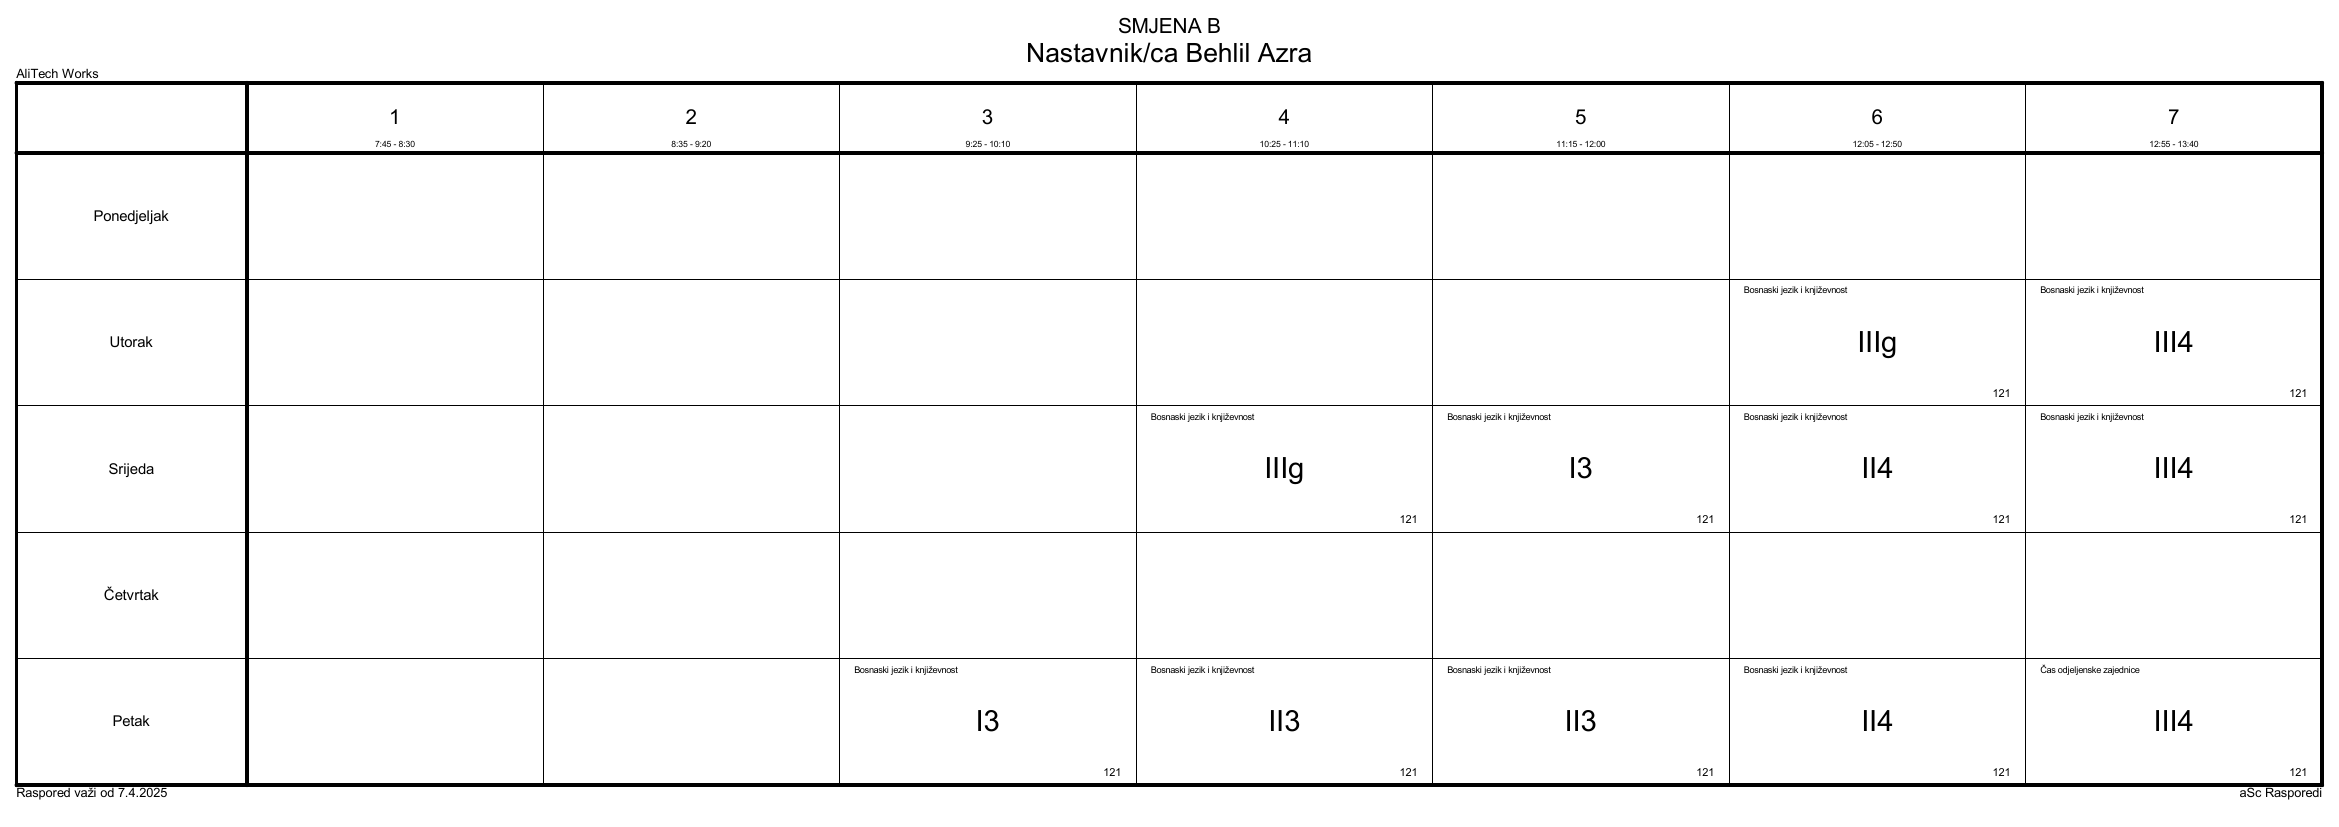 SMJENA B
Nastavnik/ca Behlil Azra
AliTech Works
1
7:45 - 8:30
2
8:35 - 9:20
3
9:25 - 10:10
4
10:25 - 11:10
5
11:15 - 12:00
6
12:05 - 12:50
7
12:55 - 13:40
Ponedjeljak
Utorak
Bosnaski jezik i književnost
IIIg
121
Bosnaski jezik i književnost
III4
121
Srijeda
Bosnaski jezik i književnost
IIIg
121
Bosnaski jezik i književnost
I3
121
Bosnaski jezik i književnost
II4
121
Bosnaski jezik i književnost
III4
121
Četvrtak
Petak
Bosnaski jezik i književnost
I3
121
Bosnaski jezik i književnost
II3
121
Bosnaski jezik i književnost
II3
121
Bosnaski jezik i književnost
II4
121
Čas odjeljenske zajednice
III4
121
Raspored važi od 7.4.2025
aSc Rasporedi